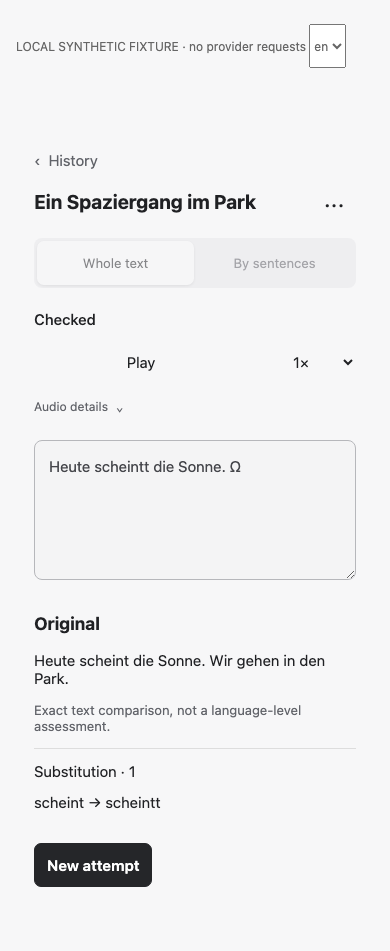 LOCAL SYNTHETIC FIXTURE · no provider requests en
‹ History
Ein Spaziergang im Park ...
Whole text By sentences
Checked
Play 1×
Audio details
Heute scheintt die Sonne. Ω
Original
Heute scheint die Sonne. Wir gehen in den
Park.
Exact text comparison, not a language-level
assessment.
Substitution · 1
scheint → scheintt
New attempt